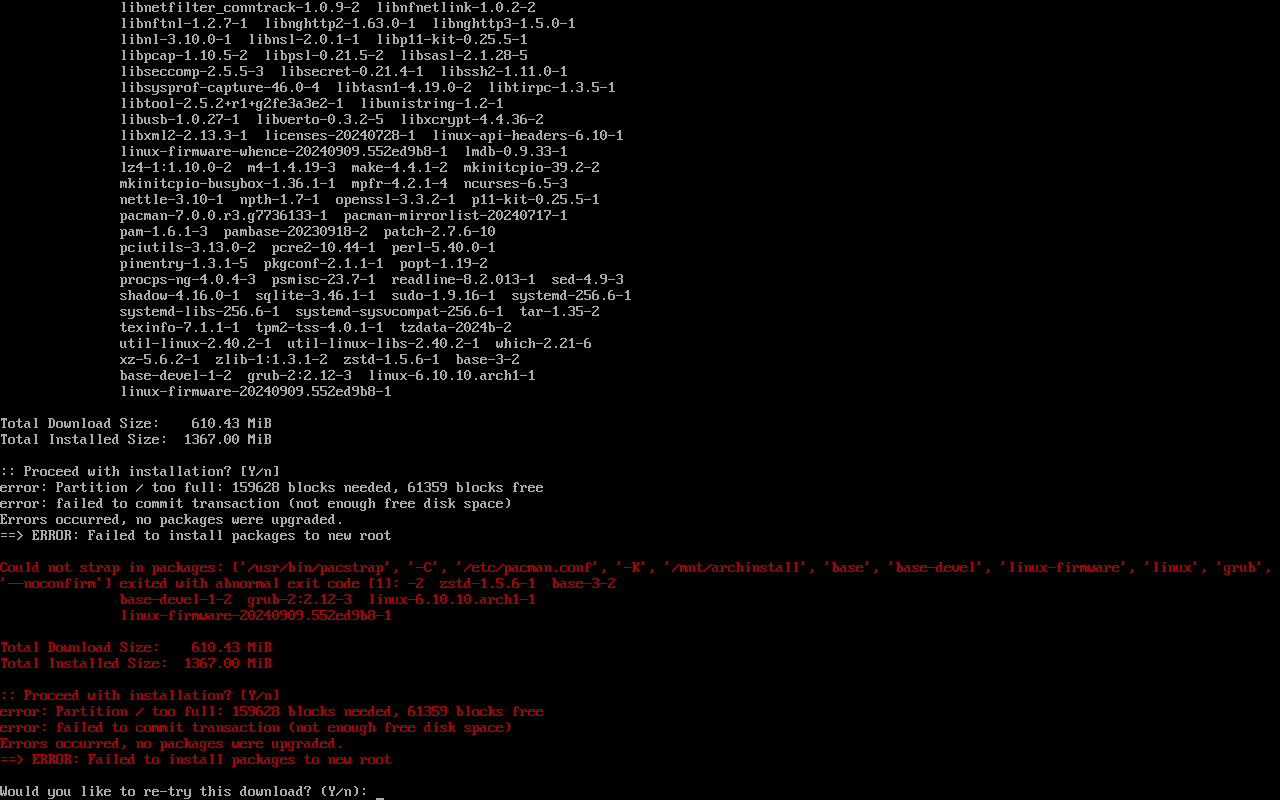 libnetfilter_conntrack-1.0.9-2 libnfnetlink-1.0.2-2
libnftnl-1.2.7-1 libnghttp2-1.63.0-1 libnghttp3-1.5.0-1
libnl-3.10.0-1 libnsl-2.0.1-1 libp11-kit-0.25.5-1
libpcap-1.10.5-2 libpsl-0.21.5-2 libsasl-2.1.28-5
libseccomp-2.5.5-3 libsecret-0.21.4-1 libssh2-1.11.0-1
libsysprof-capture-46.0-4 libtasn1-4.19.0-2 libtirpc-1.3.5-1
libtool-2.5.2+r1+g2fe3a3e2-1 libunistring-1.2-1
libusb-1.0.27-1 libverto-0.3.2-5 libxcrypt-4.4.36-2
libxml2-2.13.3-1 licenses-20240728-1 linux-api-headers-6.10-1
linux-firmware-whence-20240909.552ed9b8-1 lmdb-0.9.33-1
lz4-1:1.10.0-2 m4-1.4.19-3 make-4.4.1-2 mkinitcpio-39.2-2
mkinitcpio-busybox-1.36.1-1 mpfr-4.2.1-4 ncurses-6.5-3
nettle-3.10-1 npth-1.7-1 openssl-3.3.2-1 p11-kit-0.25.5-1
pacman-7.0.0.r3.g7736133-1 pacman-mirrorlist-20240717-1
pam-1.6.1-3 pambase-20230918-2 patch-2.7.6-10
pciutils-3.13.0-2 pcre2-10.44-1 perl-5.40.0-1
pinentry-1.3.1-5 pkgconf-2.1.1-1 popt-1.19-2
procps-ng-4.0.4-3 psmisc-23.7-1 readline-8.2.013-1 sed-4.9-3
shadow-4.16.0-1 sqlite-3.46.1-1 sudo-1.9.16-1 systemd-256.6-1
systemd-libs-256.6-1 systemd-sysvcompat-256.6-1 tar-1.35-2
texinfo-7.1.1-1 tpm2-tss-4.0.1-1 tzdata-2024b-2
util-linux-2.40.2-1 util-linux-libs-2.40.2-1 which-2.21-6
xz-5.6.2-1 zlib-1:1.3.1-2 zstd-1.5.6-1 base-3-2
base-devel-1-2 grub-2:2.12-3 linux-6.10.10.arch1-1
linux-firmware-20240909.552ed9b8-1
Total Download Size: 610.43 MiB
Total Installed Size: 1367.00 MiB
:: Proceed with installation? [Y/n]
error: Partition / too full: 159628 blocks needed, 61359 blocks free
error: failed to commit transaction (not enough free disk space)
Errors occurred, no packages were upgraded.
==> ERROR: Failed to install packages to new root
Could not strap in packages: ['/usr/bin/pacstrap', '-C', '/etc/pacman.conf', '-K', '/mnt/archinstall', 'base', 'base-devel', 'linux-firmware', 'linux', 'grub',
'--noconfirm'] exited with abnormal exit code [1]: -2 zstd-1.5.6-1 base-3-2
base-devel-1-2 grub-2:2.12-3 linux-6.10.10.arch1-1
linux-firmware-20240909.552ed9b8-1
Total Download Size: 610.43 MiB
Total Installed Size: 1367.00 MiB
:: Proceed with installation? [Y/n]
error: Partition / too full: 159628 blocks needed, 61359 blocks free
error: failed to commit transaction (not enough free disk space)
Errors occurred, no packages were upgraded.
==> ERROR: Failed to install packages to new root
Would you like to re-try this download? (Y/n): _